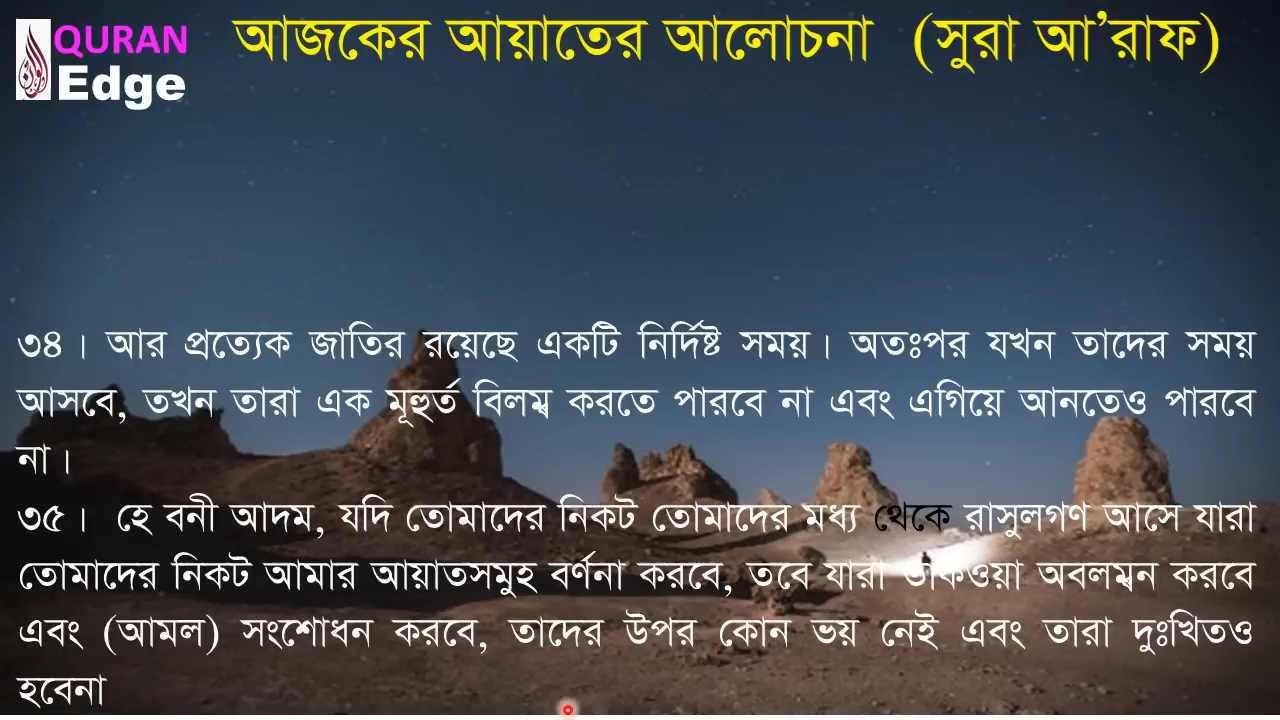 QURAN
Edge
আজকের আয়াতের আলোচনা (সুরা আ’রাফ)
৩৪। আর প্রত্যেক জাতির রয়েছে একটি নির্দিষ্ট সময়। অতঃপর যখন তাদের সময়
আসবে, তখন তারা এক মূহুর্ত বিলম্ব করতে পারবে না এবং এগিয়ে আনতেও পারবে
না।
৩৫। হে বনী আদম, যদি তোমাদের নিকট তোমাদের মধ্য থেকে রাসুলগণ আসে যারা
তোমাদের নিকট আমার আয়াতসমুহ বর্ণনা করবে, তবে যারা তাকওয়া অবলম্বন করবে
এবং (আমল) সংশোধন করবে, তাদের উপর কোন ভয় নেই এবং তারা দুঃখিতও
হবেনা